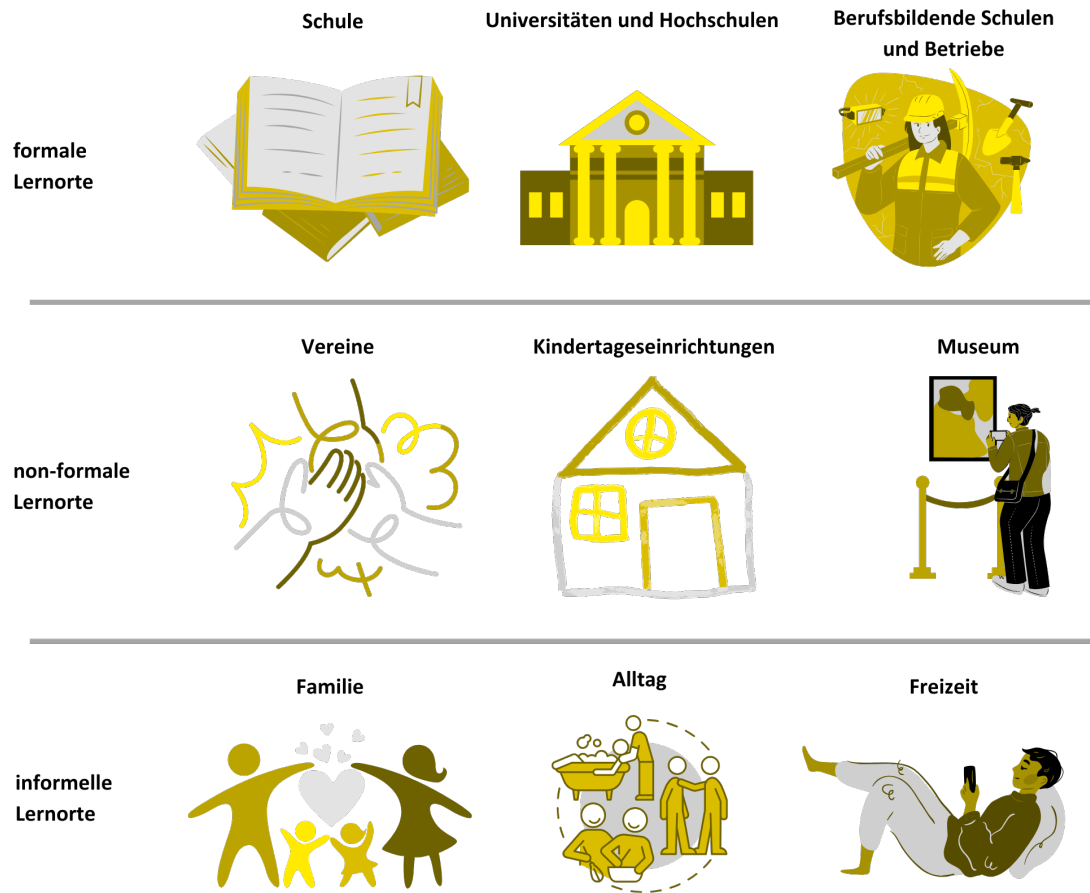 Schule
Universitäten und Hochschulen
Berufsbildende Schulen
und Betriebe
formale
Lernorte
Vereine
Kindertageseinrichtungen
Museum
non-formale
Lernorte
Familie
Alltag
Freizeit
informelle
Lernorte